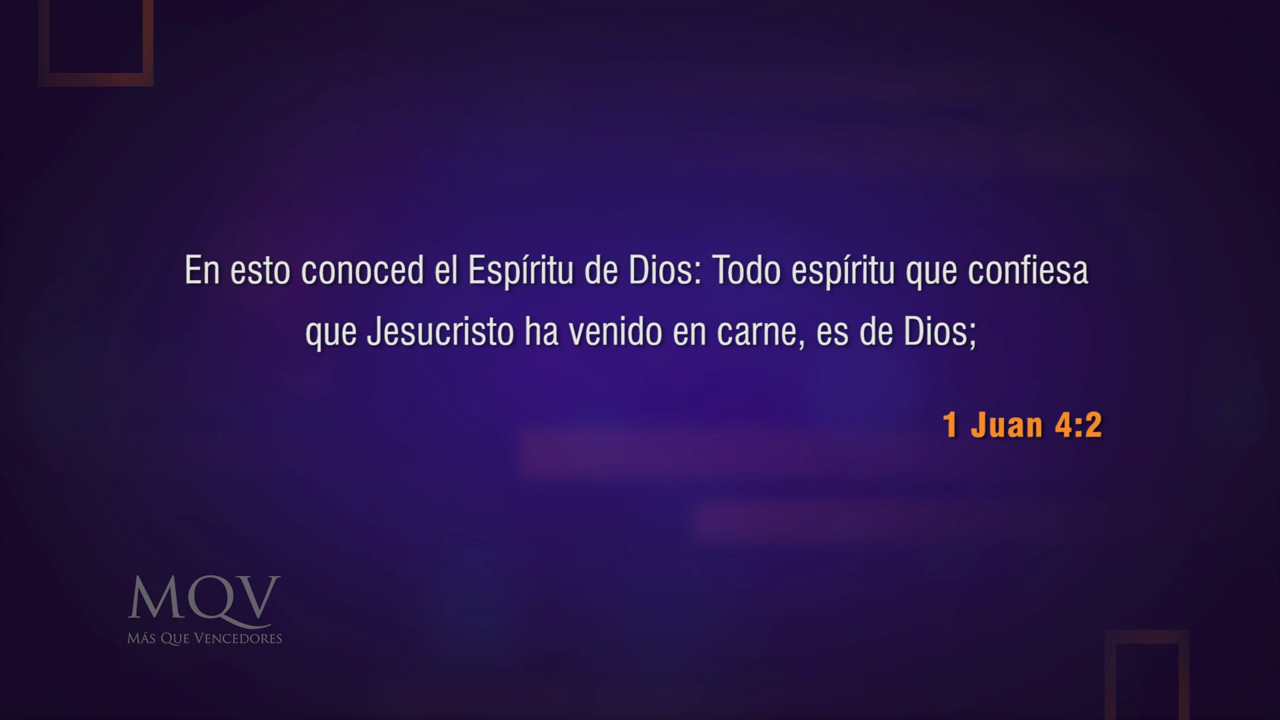 En esto conoced el Espíritu de Dios: Todo espíritu que confiesa
que Jesucristo ha venido en carne, es de Dios;
1 Juan 4:2
MQV
MÁS QUE VENCEDORES